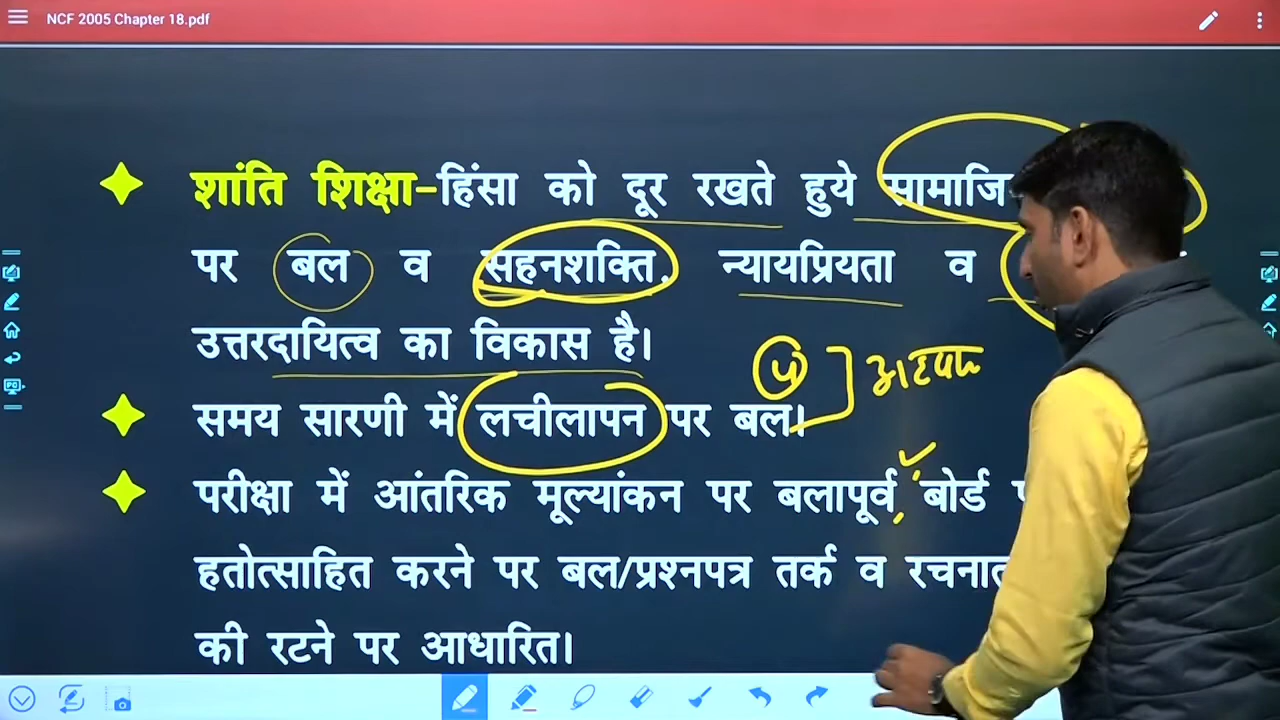 NCF 2005 Chapter 18.pdf
शांति शिक्षा-हिंसा को दूर रखते हुये सामाजि
पर बल व सहनशक्ति. न्यायप्रियता व
उत्तरदायित्व का विकास है।
समय सारणी में लचीलापन पर बल।
परीक्षा में आंतरिक मूल्यांकन पर बलापूर्व बोर्ड
हतोत्साहित करने पर बल/प्रश्नपत्र तर्क व रचनात
की रटने पर आधारित।